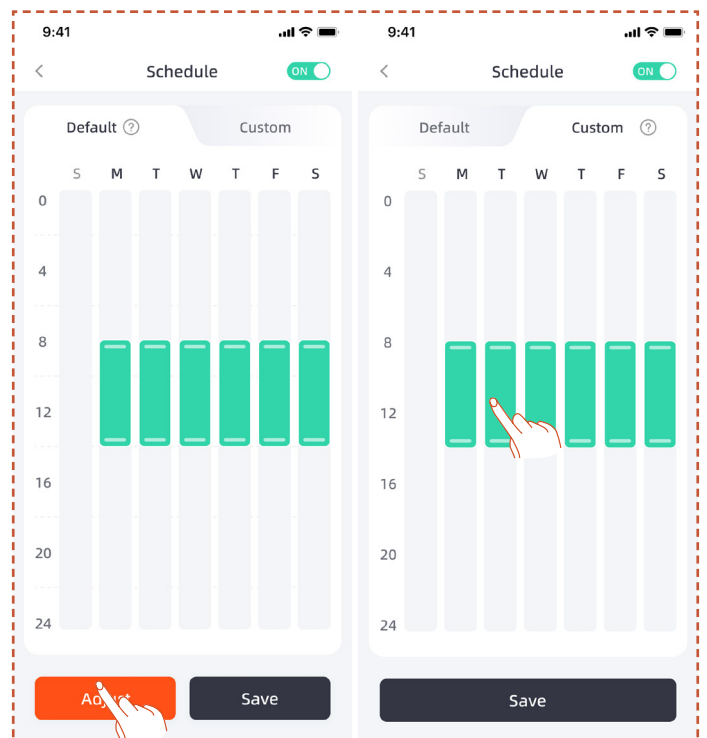 9:41
Schedule ON
Default ?
Custom
S M T W T F S
0
4
8
12
16
20
24
Save
9:41
Schedule ON
Default
Custom ?
S M T W T F S
0
4
8
12
16
20
24
Save